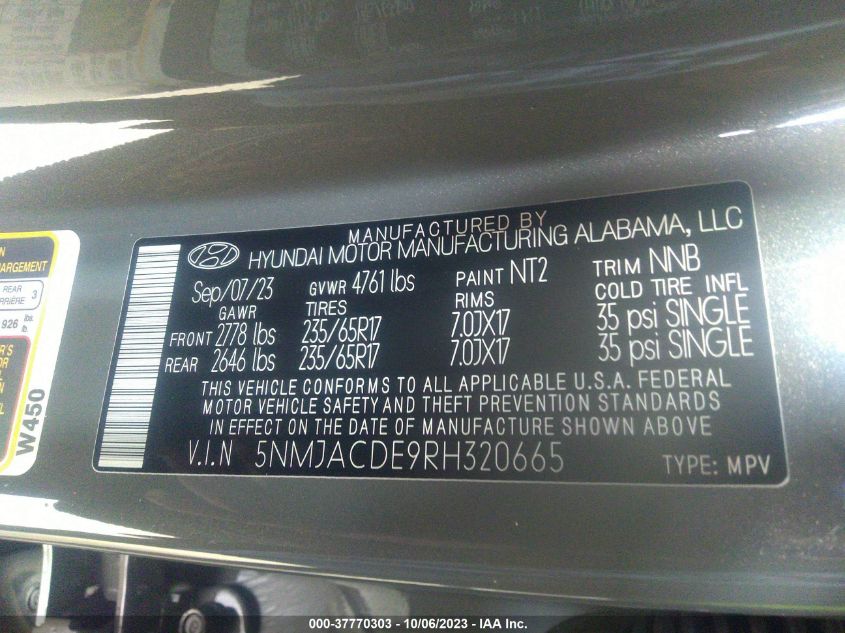 MANUFACTURED BY
HYUNDAI MOTOR MANUFACTURING ALABAMA, LLC
Sep/07/23 GVWR 4761 lbs PAINT NT2 TRIM NNB
GAWR TIRES RIMS COLD TIRE INFL
FRONT 2778 lbs 235/65R17 7.0JX17 35 psi SINGLE
REAR 2646 lbs 235/65R17 7.0JX17 35 psi SINGLE
THIS VEHICLE CONFORMS TO ALL APPLICABLE U.S.A. FEDERAL
MOTOR VEHICLE SAFETY AND THEFT PREVENTION STANDARDS
IN EFFECT ON THE DATE OF MANUFACTURE SHOWN ABOVE
V.I.N 5NMJACDE9RH320665 TYPE: MPV
REAR 3
926 lbs.
W450
000-37770303 - 10/06/2023 - IAA Inc.